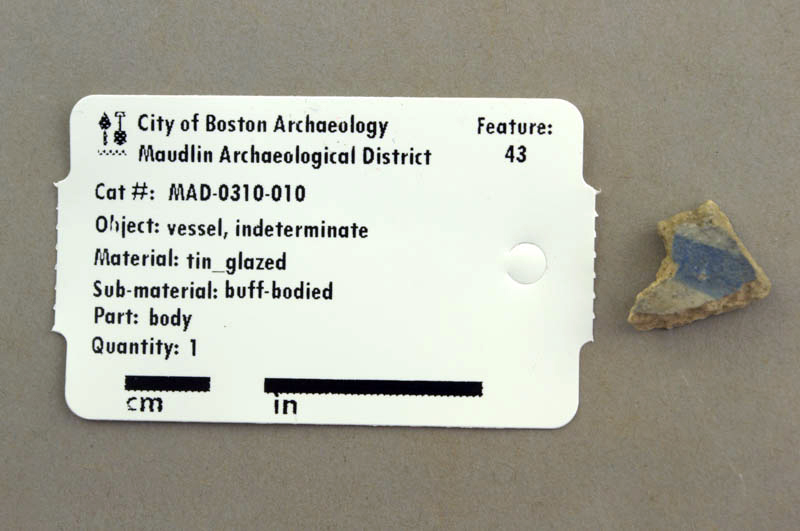 City of Boston Archaeology
Maudlin Archaeological District
Feature:
43
Cat #: MAD-0310-010
Object: vessel, indeterminate
Material: tin_glazed
Sub-material: buff-bodied
Part: body
Quantity: 1
cm
in